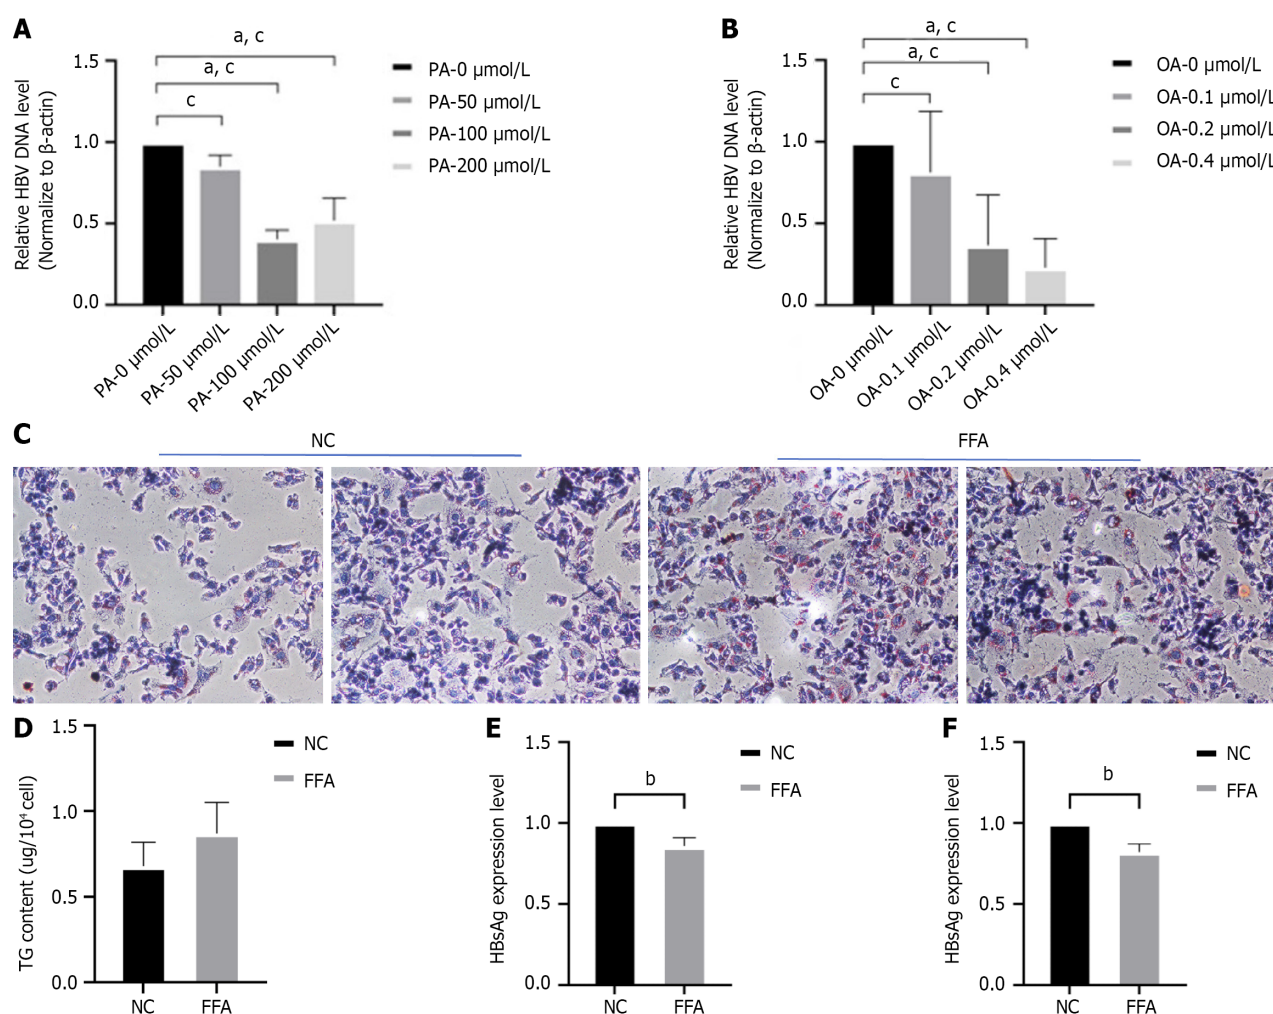 A
a, c
a, c
c
1.5
1.0
0.5
0.0
Relative HBV DNA level
(Normalize to β-actin)
PA-0 μmol/L
PA-50 μmol/L
PA-100 μmol/L
PA-200 μmol/L
PA-0 μmol/L
PA-50 μmol/L
PA-100 μmol/L
PA-200 μmol/L
B
a, c
a, c
c
1.5
1.0
0.5
0.0
Relative HBV DNA level
(Normalize to β-actin)
OA-0 μmol/L
OA-0.1 μmol/L
OA-0.2 μmol/L
OA-0.4 μmol/L
OA-0 μmol/L
OA-0.1 μmol/L
OA-0.2 μmol/L
OA-0.4 μmol/L
C
NC
FFA
D
1.5
1.0
0.5
0.0
TG content (ug/10⁴ cell)
NC
FFA
NC
FFA
E
1.5
1.0
0.5
0.0
HBsAg expression level
b
NC
FFA
NC
FFA
F
1.5
1.0
0.5
0.0
HBsAg expression level
b
NC
FFA
NC
FFA